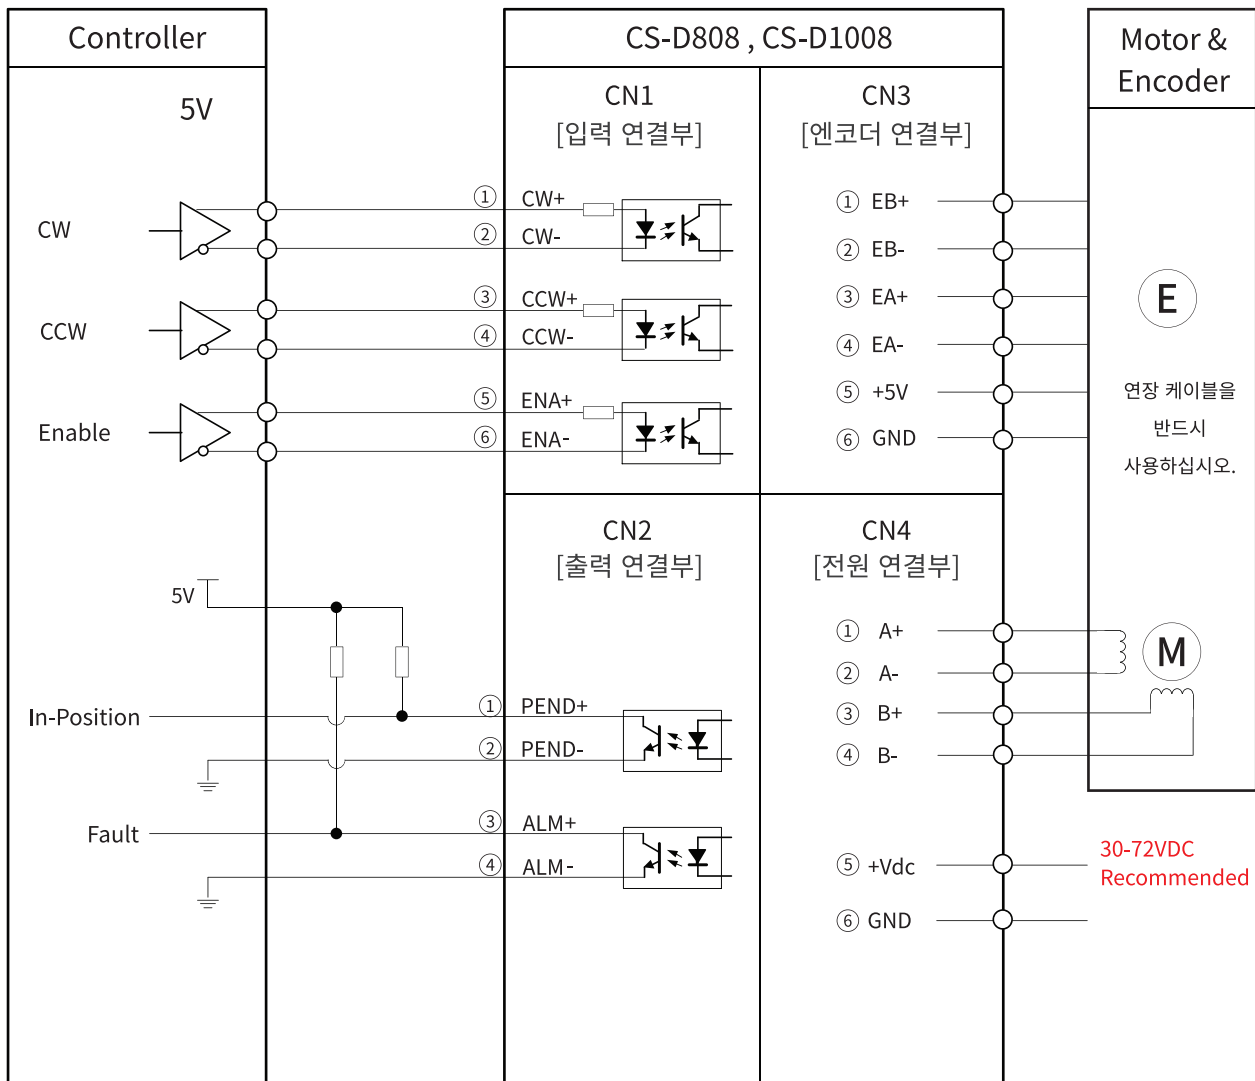 Controller
5V
CW
CCW
Enable
5V
In-Position
Fault
CS-D808 , CS-D1008
CN1
[입력 연결부]
① CW+
② CW-
③ CCW+
④ CCW-
⑤ ENA+
⑥ ENA-
CN2
[출력 연결부]
① PEND+
② PEND-
③ ALM+
④ ALM-
CN3
[엔코더 연결부]
① EB+
② EB-
③ EA+
④ EA-
⑤ +5V
⑥ GND
CN4
[전원 연결부]
① A+
② A-
③ B+
④ B-
⑤ +Vdc
⑥ GND
Motor &
Encoder
E
연장 케이블을
반드시
사용하십시오.
M
30-72VDC
Recommended